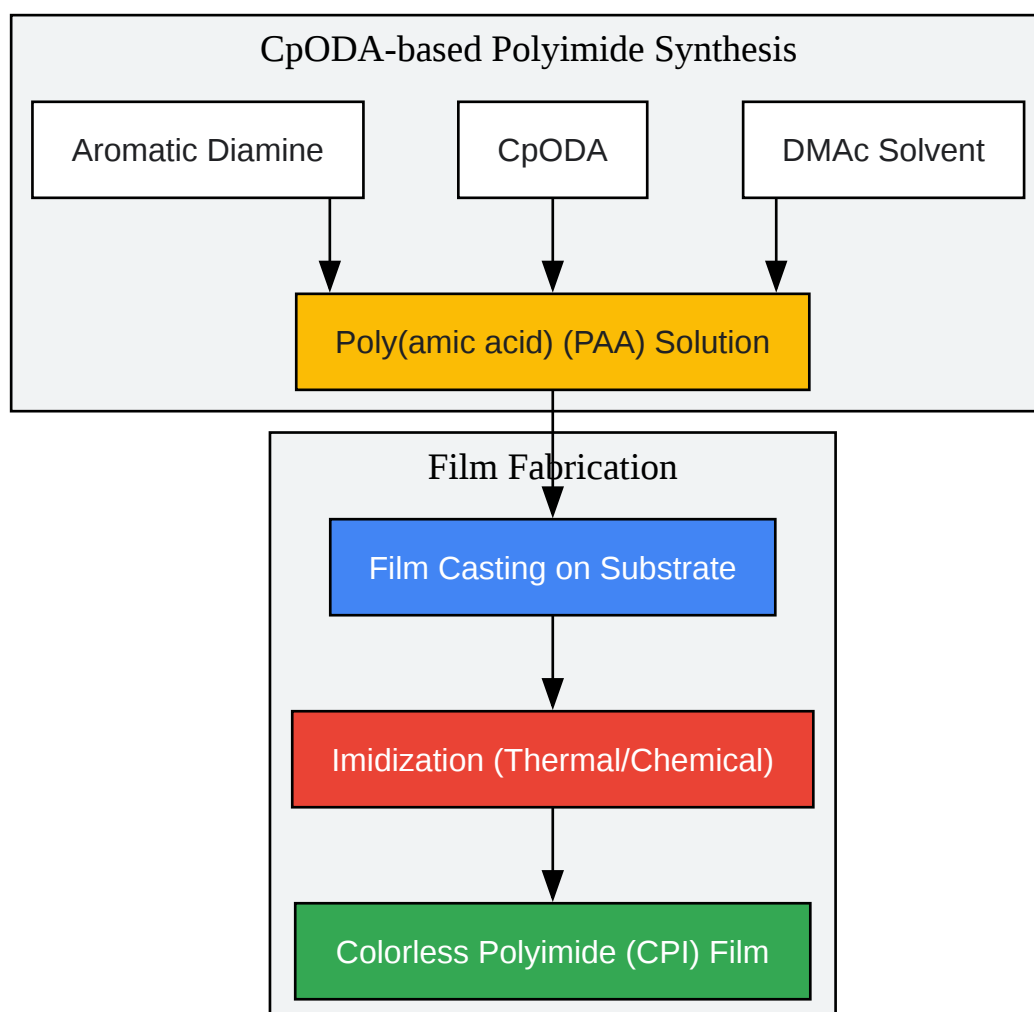 CpODA-based Polyimide Synthesis
Aromatic Diamine
CpODA
DMAc Solvent
Poly(amic acid) (PAA) Solution
Film Fabrication
Film Casting on Substrate
Imidization (Thermal/Chemical)
Colorless Polyimide (CPI) Film